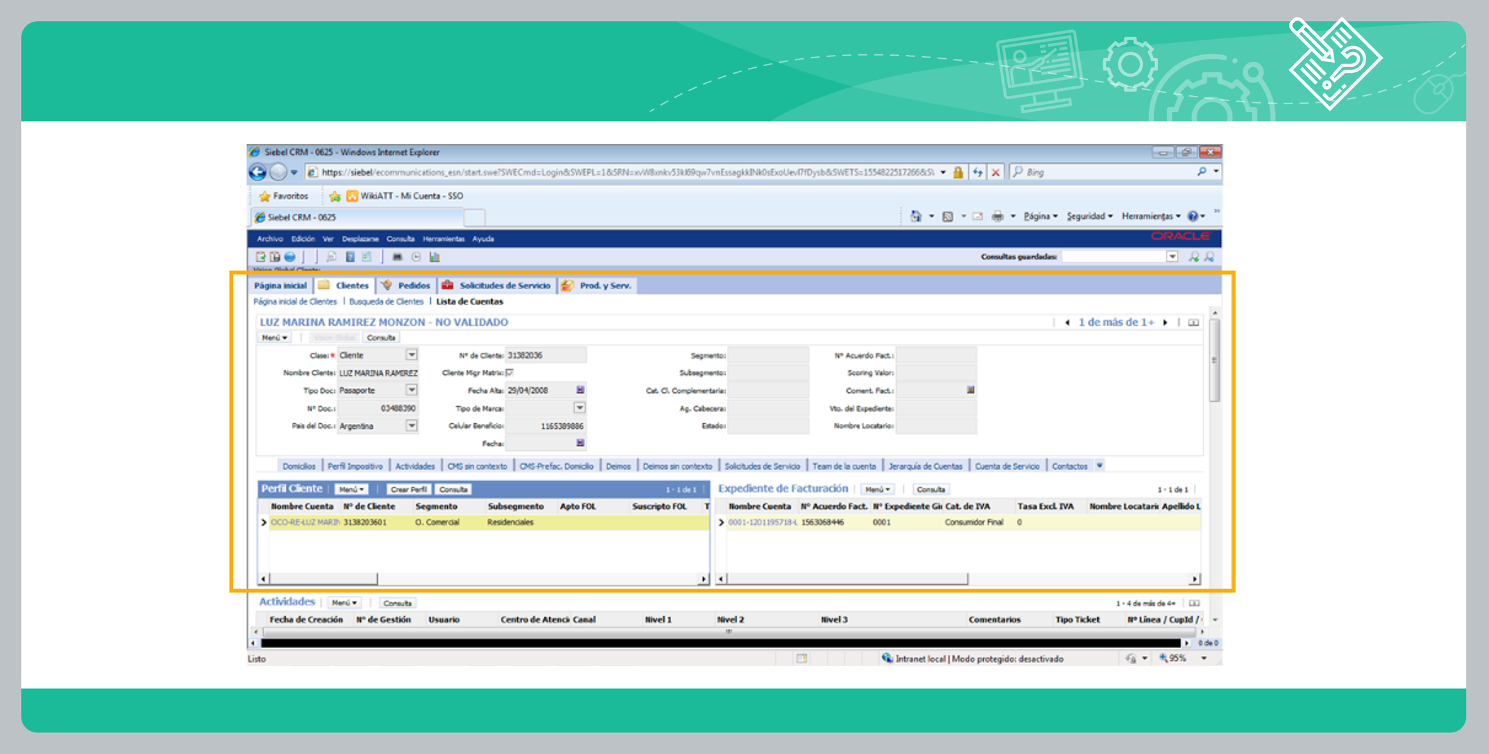 Siebel CRM - 0625 - Windows Internet Explorer
https://siebel/ecommunications_esn/start.swe?SWECmd=Login&SWEPL=1&SRN=
Bing
Favoritos WikiATT - Mi Cuenta - SSO
Siebel CRM - 0625
Página Seguridad Herramientas
Archivo Edición Ver Desplazarse Consulta Herramientas Ayuda
ORACLE
Consultas guardadas:
Página inicial Clientes Pedidos Solicitudes de Servicio Prod. y Serv.
Página inicial de Clientes Busqueda de Clientes Lista de Cuentas
LUZ MARINA RAMIREZ MONZON - NO VALIDADO 1 de más de 1+
Menú Consulta
Clase:* Cliente Nº de Cliente: 31382036 Segmento: Nº Acuerdo Fact.:
Nombre Cliente: LUZ MARINA RAMIREZ Cliente Migr Matrix: Subsegmento: Scoring Valor:
Tipo Doc: Pasaporte Fecha Alta: 29/04/2008 Cat. Cl. Complementaria: Coment. Fact.:
Nº Doc.: 03488390 Tipo de Marca: Ag. Cabecera: Vto. del Expediente:
Pais del Doc.: Argentina Celular Beneficio: 1165389886 Estado: Nombre Locatario:
Fecha:
Domicilios Perfil Impositivo Actividades CMS sin contexto CMS-Prefac. Domicilio Deimos Deimos sin contexto Solicitudes de Servicio Team de la cuenta Jerarquía de Cuentas Cuenta de Servicio Contactos
Perfil Cliente Menú Crear Perfil Consulta 1 - 1 de 1 Expediente de Facturación Menú Consulta 1 - 1 de 1
Nombre Cuenta Nº de Cliente Segmento Subsegmento Apto FOL Suscripto FOL T Nombre Cuenta Nº Acuerdo Fact. Nº Expediente Gir Cat. de IVA Tasa Excl. IVA Nombre Locatario Apellido L
OCO-RE-LUZ MARIN 3138203601 O. Comercial Residenciales 0001-1201195718-L 1563068446 0001 Consumidor Final 0
Actividades Menú Consulta 1 - 4 de más de 4+
Fecha de Creación Nº de Gestión Usuario Centro de Atenció Canal Nivel 1 Nivel 2 Nivel 3 Comentarios Tipo Ticket Nº Línea / CupId /
0 de 0
Listo Intranet local | Modo protegido: desactivado 95%